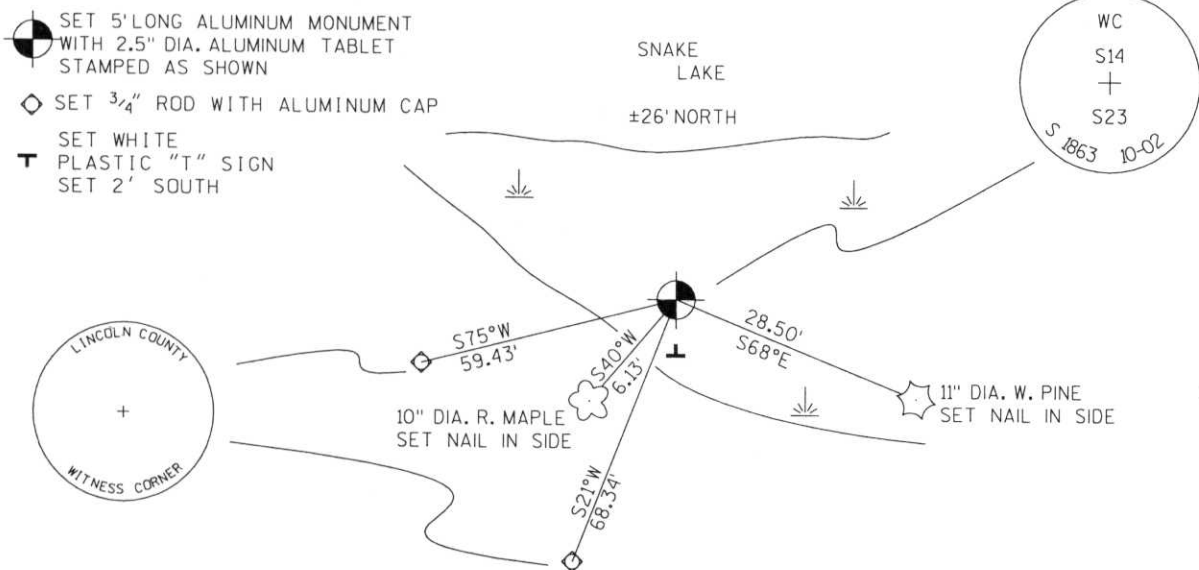 SET 5' LONG ALUMINUM MONUMENT
WITH 2.5" DIA. ALUMINUM TABLET
STAMPED AS SHOWN
SET 3/4" ROD WITH ALUMINUM CAP
SET WHITE
PLASTIC "T" SIGN
SET 2' SOUTH
SNAKE
LAKE
±26' NORTH
WC
S14
S23
S 1863 10-02
LINCOLN COUNTY
WITNESS CORNER
S75°W
59.43'
S40°W
6.13'
28.50'
S68°E
10" DIA. R. MAPLE
SET NAIL IN SIDE
11" DIA. W. PINE
SET NAIL IN SIDE
S21°W
68.34'